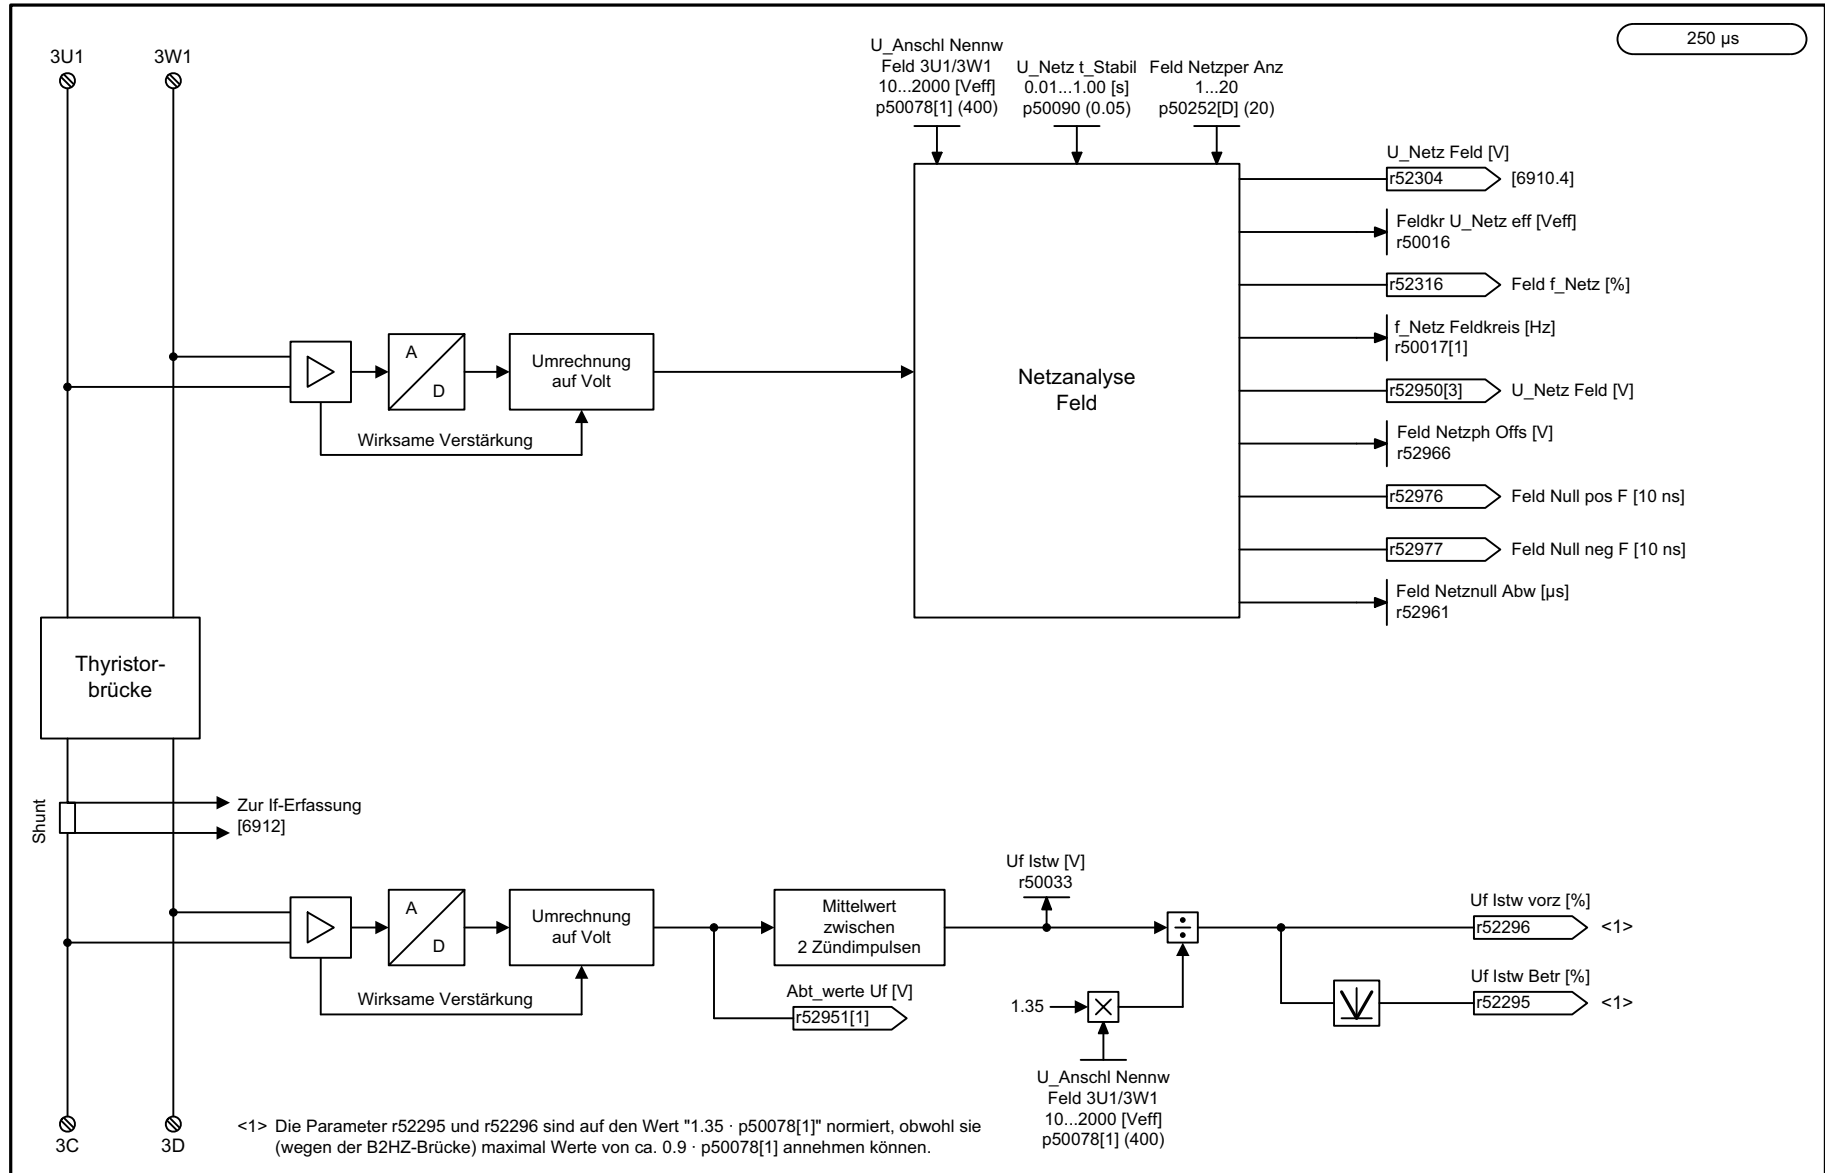 250 µs
3U1
3W1
U_Anschl Nennw
Feld 3U1/3W1
10...2000 [Veff]
p50078[1] (400)
U_Netz t_Stabil
0.01...1.00 [s]
p50090 (0.05)
Feld Netzper Anz
1...20
p50252[D] (20)
U_Netz Feld [V]
r52304
[6910.4]
Feldkr U_Netz eff [Veff]
r50016
r52316
Feld f_Netz [%]
f_Netz Feldkreis [Hz]
r50017[1]
A
D
Umrechnung
auf Volt
Wirksame Verstärkung
Netzanalyse
Feld
r52950[3]
U_Netz Feld [V]
Feld Netzph Offs [V]
r52966
r52976
Feld Null pos F [10 ns]
r52977
Feld Null neg F [10 ns]
Feld Netznull Abw [µs]
r52961
Thyristor-
brücke
Shunt
Zur If-Erfassung
[6912]
A
D
Umrechnung
auf Volt
Wirksame Verstärkung
Mittelwert
zwischen
2 Zündimpulsen
Abt_werte Uf [V]
r52951[1]
Uf Istw [V]
r50033
÷
1.35
U_Anschl Nennw
Feld 3U1/3W1
10...2000 [Veff]
p50078[1] (400)
Uf Istw vorz [%]
r52296
<1>
Uf Istw Betr [%]
r52295
<1>
3C
3D
<1> Die Parameter r52295 und r52296 sind auf den Wert "1.35 · p50078[1]" normiert, obwohl sie
(wegen der B2HZ-Brücke) maximal Werte von ca. 0.9 · p50078[1] annehmen können.